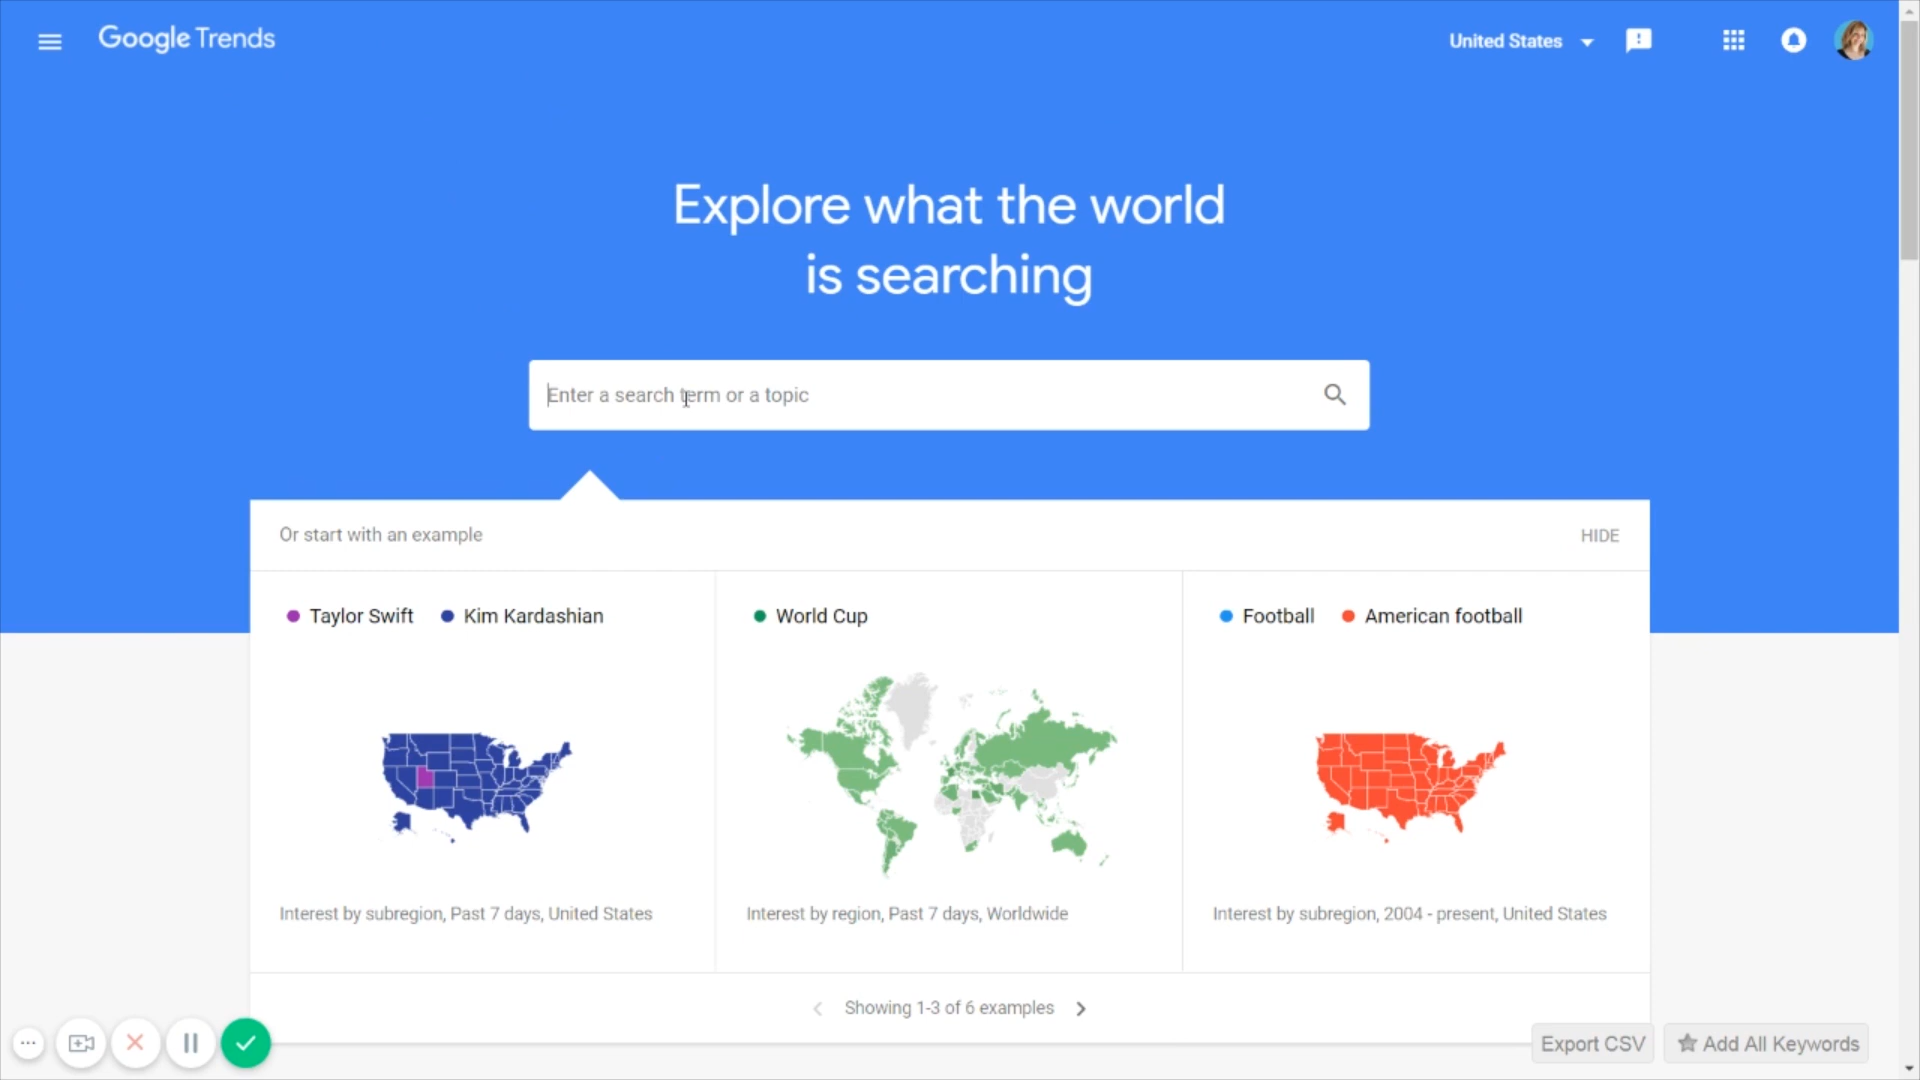 Google Trends
United States
Explore what the world
is searching
Enter a search term or a topic
Or start with an example
HIDE
Taylor Swift
Kim Kardashian
World Cup
Football
American football
Interest by subregion, Past 7 days, United States
Interest by region, Past 7 days, Worldwide
Interest by subregion, 2004 - present, United States
Showing 1-3 of 6 examples
Export CSV
Add All Keywords